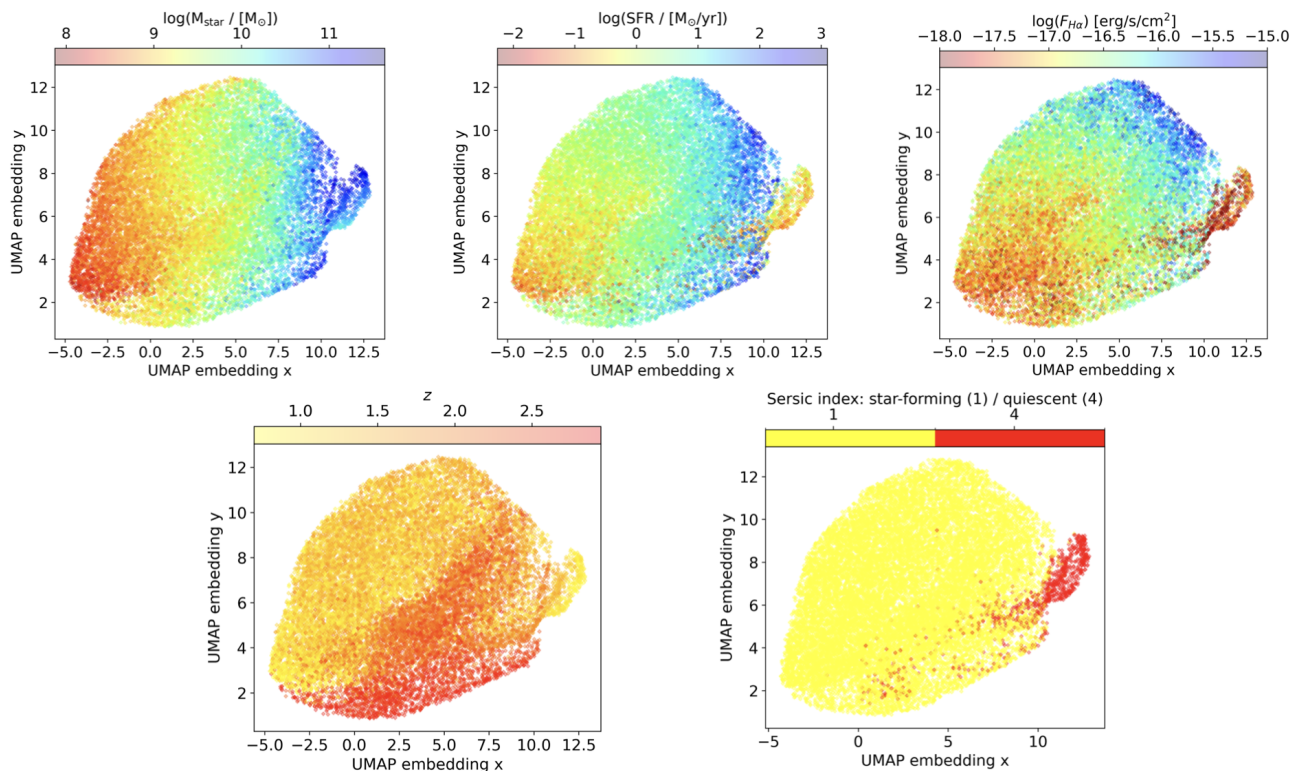 log(M_star / [M_⊙])
8 9 10 11
UMAP embedding y
12
10
8
6
4
2
−5.0 −2.5 0.0 2.5 5.0 7.5 10.0 12.5
UMAP embedding x
log(SFR / [M_⊙/yr])
−2 −1 0 1 2 3
UMAP embedding y
12
10
8
6
4
2
−5.0 −2.5 0.0 2.5 5.0 7.5 10.0 12.5
UMAP embedding x
log(F_Hα) [erg/s/cm²]
−18.0 −17.5 −17.0 −16.5 −16.0 −15.5 −15.0
UMAP embedding y
12
10
8
6
4
2
−5.0 −2.5 0.0 2.5 5.0 7.5 10.0 12.5
UMAP embedding x
z
1.0 1.5 2.0 2.5
UMAP embedding y
12
10
8
6
4
2
−5.0 −2.5 0.0 2.5 5.0 7.5 10.0 12.5
UMAP embedding x
Sersic index: star-forming (1) / quiescent (4)
1 4
UMAP embedding y
12
10
8
6
4
2
−5 0 5 10
UMAP embedding x